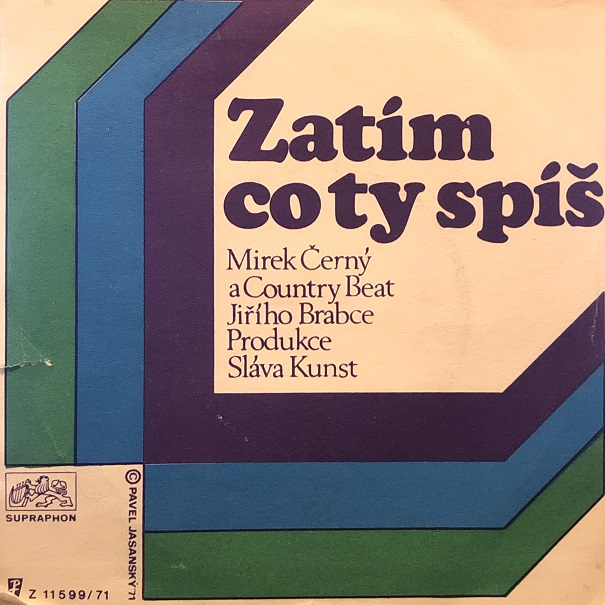 Zatím
co ty spíš
Mirek Černý
a Country Beat
Jiřího Brabce
Produkce
Sláva Kunst
SUPRAPHON
© PAVEL JASANSKÝ 71
Z 11599/71